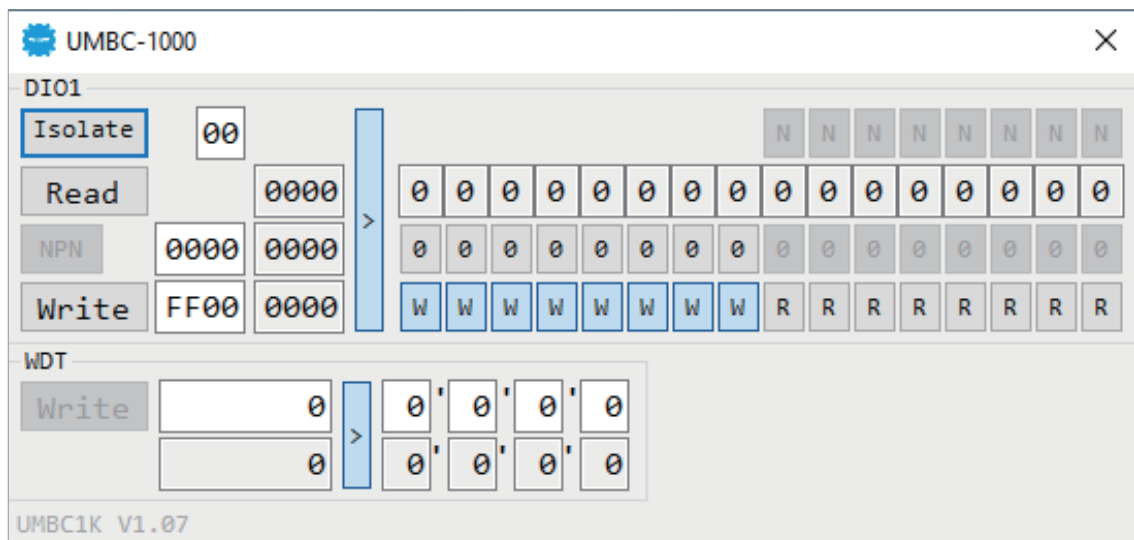 UMBC-1000
DIO1
Isolate 00 N N N N N N N N
Read 0000 0 0 0 0 0 0 0 0 0 0 0 0 0 0 0 0
>
NPN 0000 0000 0 0 0 0 0 0 0 0 0 0 0 0 0 0 0 0
Write FF00 0000 W W W W W W W W R R R R R R R R
WDT
Write 0 0 ' 0 ' 0 ' 0
>
0 0 ' 0 ' 0 ' 0
UMBC1K V1.07